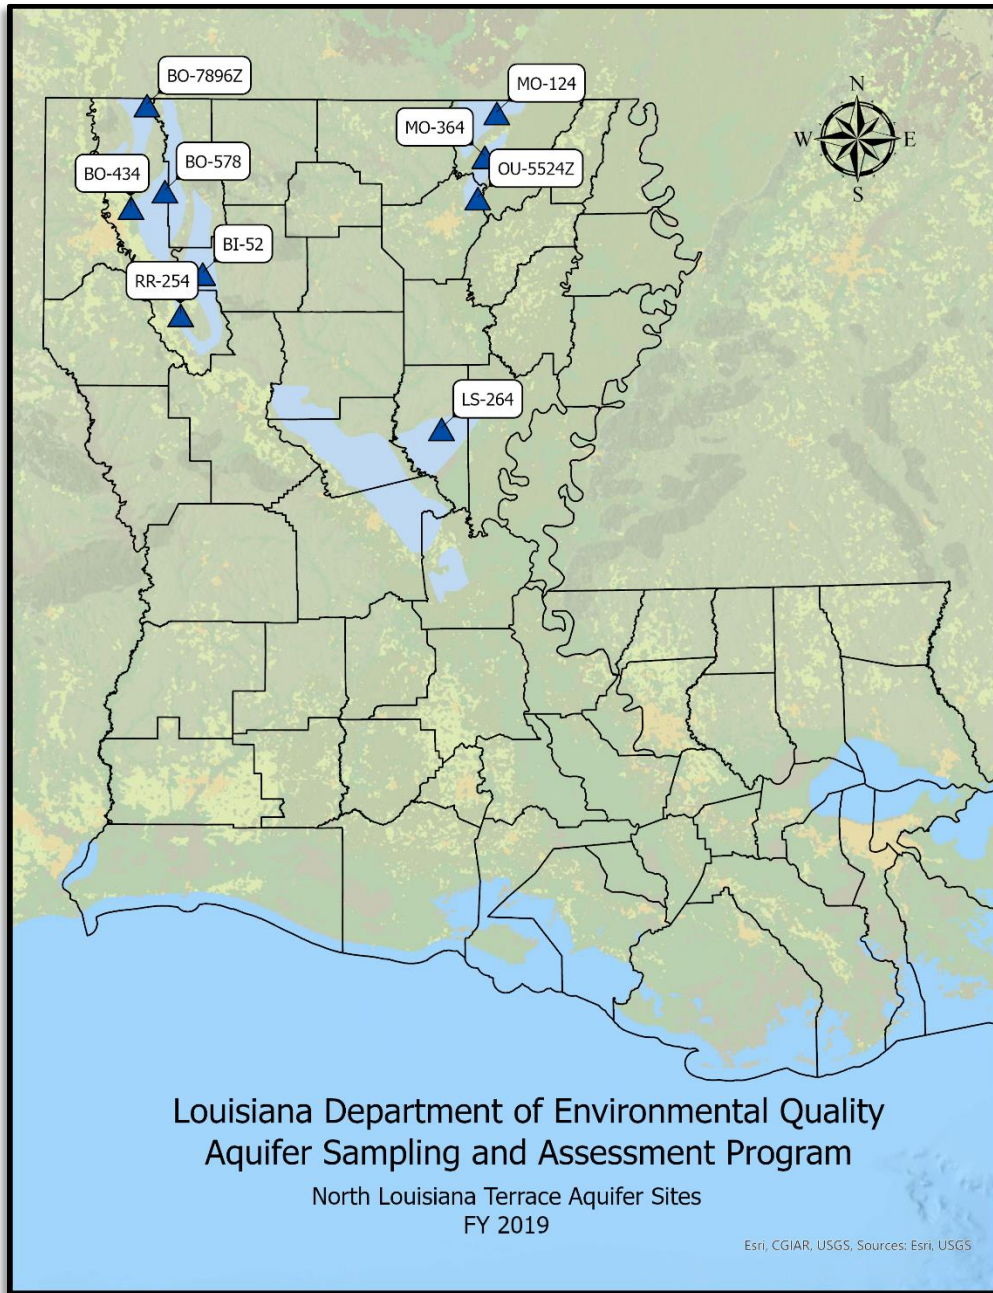 BO-7896Z
MO-124
N
MO-364
W
E
BO-578
OU-5524Z
BO-434
S
BI-52
RR-254
LS-264
Louisiana Department of Environmental Quality
Aquifer Sampling and Assessment Program
North Louisiana Terrace Aquifer Sites
FY 2019
Esri, CGIAR, USGS, Sources: Esri, USGS